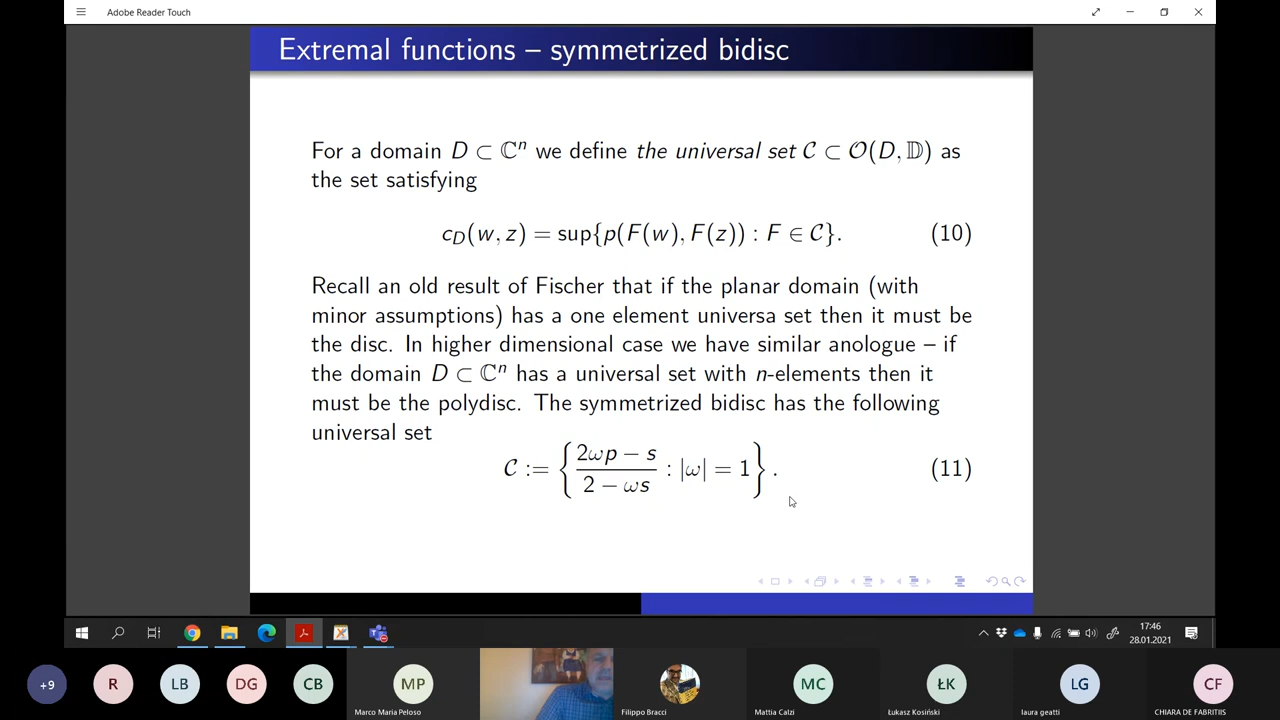 Adobe Reader Touch
Extremal functions – symmetrized bidisc
For a domain D ⊂ ℂⁿ we define the universal set 𝒞 ⊂ 𝒪(D, 𝔻) as
the set satisfying
c_D(w, z) = sup{p(F(w), F(z)) : F ∈ 𝒞}. (10)
Recall an old result of Fischer that if the planar domain (with
minor assumptions) has a one element universa set then it must be
the disc. In higher dimensional case we have similar anologue – if
the domain D ⊂ ℂⁿ has a universal set with n-elements then it
must be the polydisc. The symmetrized bidisc has the following
universal set
𝒞 := { (2ωp − s) / (2 − ωs) : |ω| = 1 } . (11)
17:46
28.01.2021
+9
R
LB
DG
CB
MP
MC
ŁK
LG
CF
Marco Maria Peloso
Filippo Bracci
Mattia Calzi
Łukasz Kosiński
laura geatti
CHIARA DE FABRITIIS